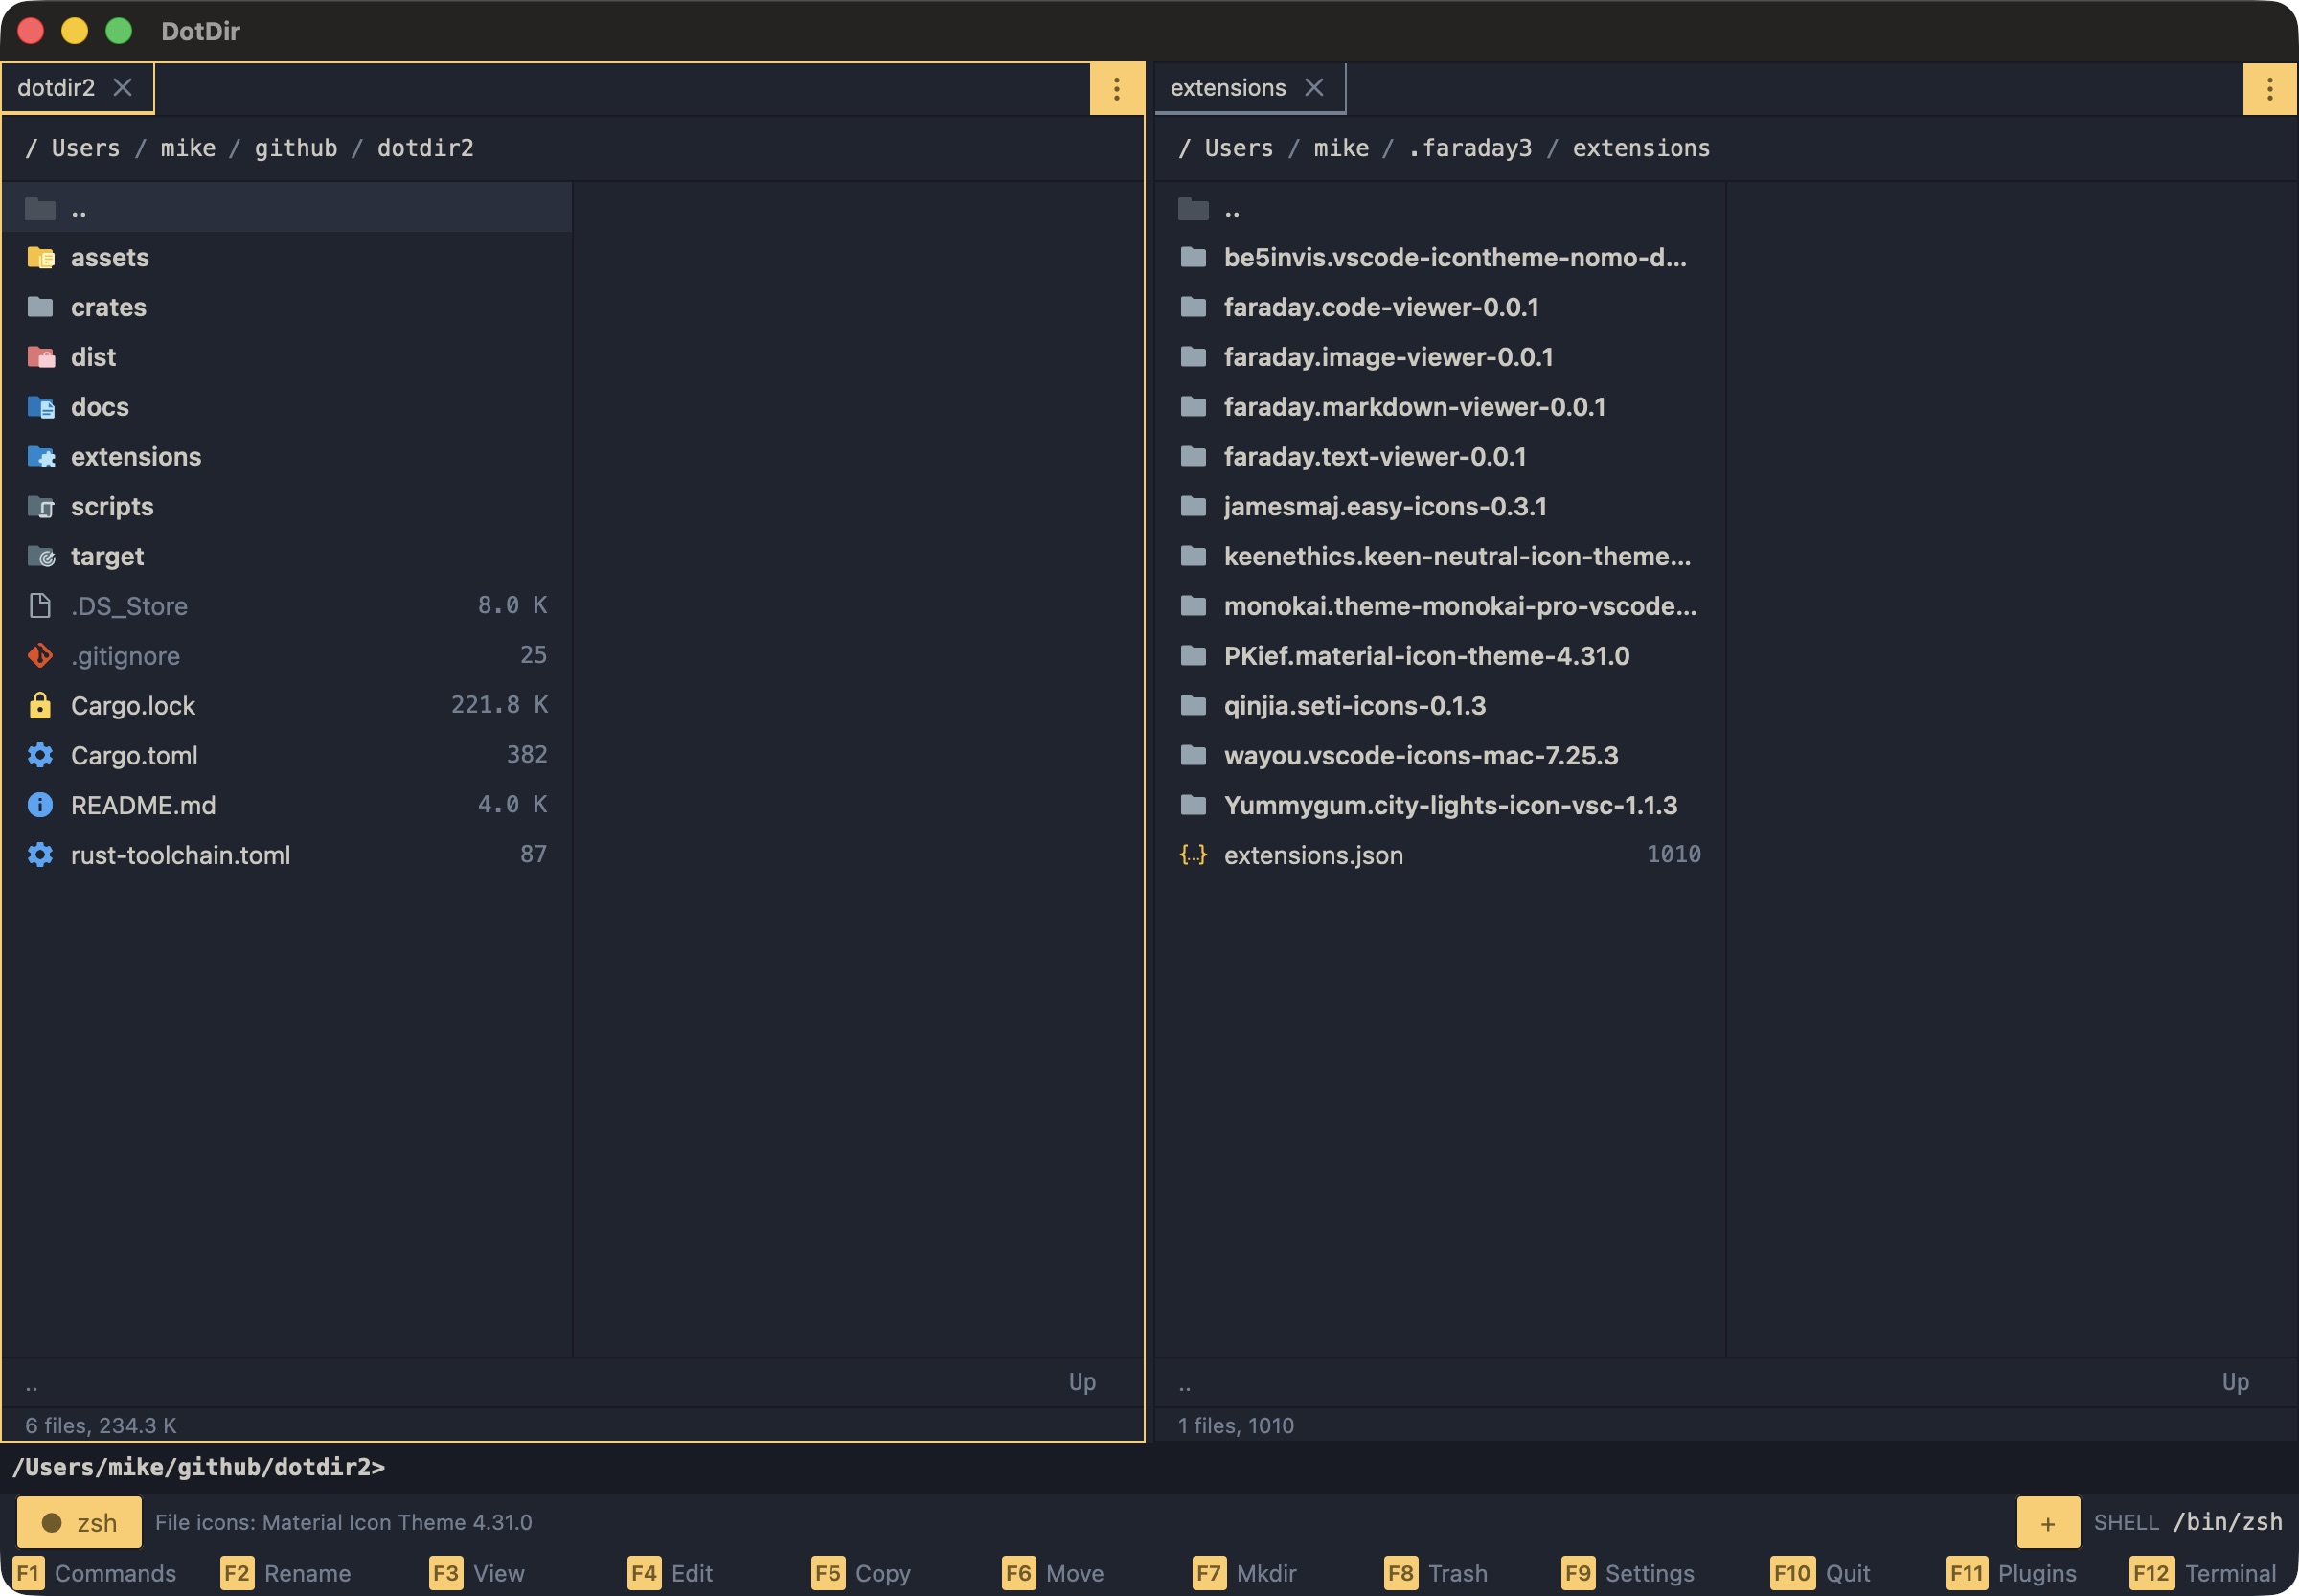 DotDir
dotdir2
/ Users / mike / github / dotdir2
..
assets
crates
dist
docs
extensions
scripts
target
.DS_Store 8.0 K
.gitignore 25
Cargo.lock 221.8 K
Cargo.toml 382
README.md 4.0 K
rust-toolchain.toml 87
.. Up
6 files, 234.3 K
extensions
/ Users / mike / .faraday3 / extensions
..
be5invis.vscode-icontheme-nomo-d...
faraday.code-viewer-0.0.1
faraday.image-viewer-0.0.1
faraday.markdown-viewer-0.0.1
faraday.text-viewer-0.0.1
jamesmaj.easy-icons-0.3.1
keenethics.keen-neutral-icon-theme...
monokai.theme-monokai-pro-vscode...
PKief.material-icon-theme-4.31.0
qinjia.seti-icons-0.1.3
wayou.vscode-icons-mac-7.25.3
Yummygum.city-lights-icon-vsc-1.1.3
{...} extensions.json 1010
.. Up
1 files, 1010
/Users/mike/github/dotdir2>
zsh File icons: Material Icon Theme 4.31.0 + SHELL /bin/zsh
F1 Commands F2 Rename F3 View F4 Edit F5 Copy F6 Move F7 Mkdir F8 Trash F9 Settings F10 Quit F11 Plugins F12 Terminal